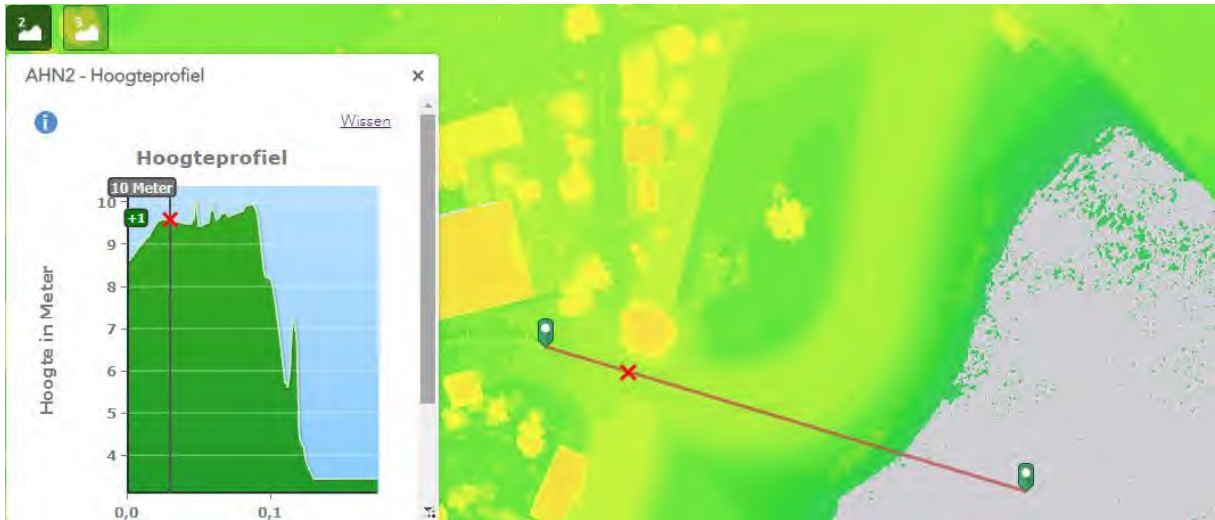 2
3
AHN2 - Hoogteprofiel ×
i
Wissen
Hoogteprofiel
10 Meter
10
+1
9
8
7
6
5
4
Hoogte in Meter
0,0 0,1